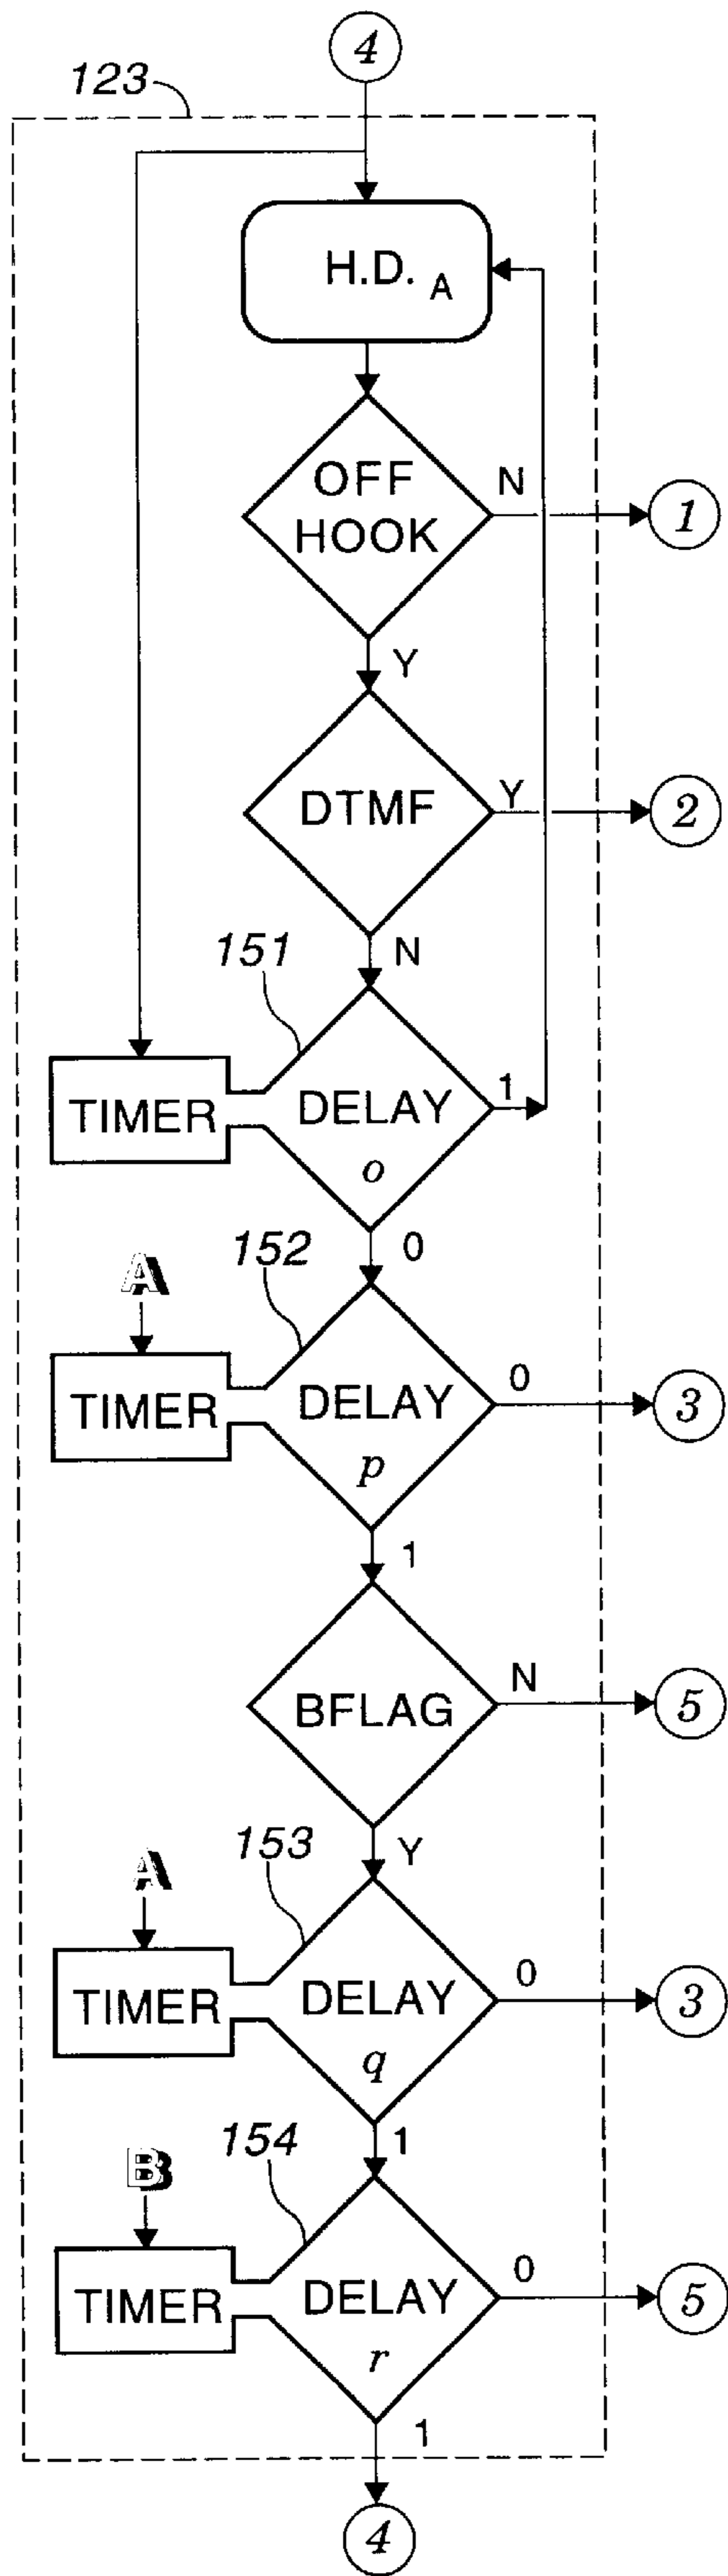 4
123
H.D. A
OFF
HOOK
N
1
Y
DTMF
Y
2
N
151
TIMER
DELAY
o
1
0
A
152
TIMER
DELAY
p
0
3
1
BFLAG
N
5
Y
A
153
TIMER
DELAY
q
0
3
1
B
154
TIMER
DELAY
r
0
5
1
4